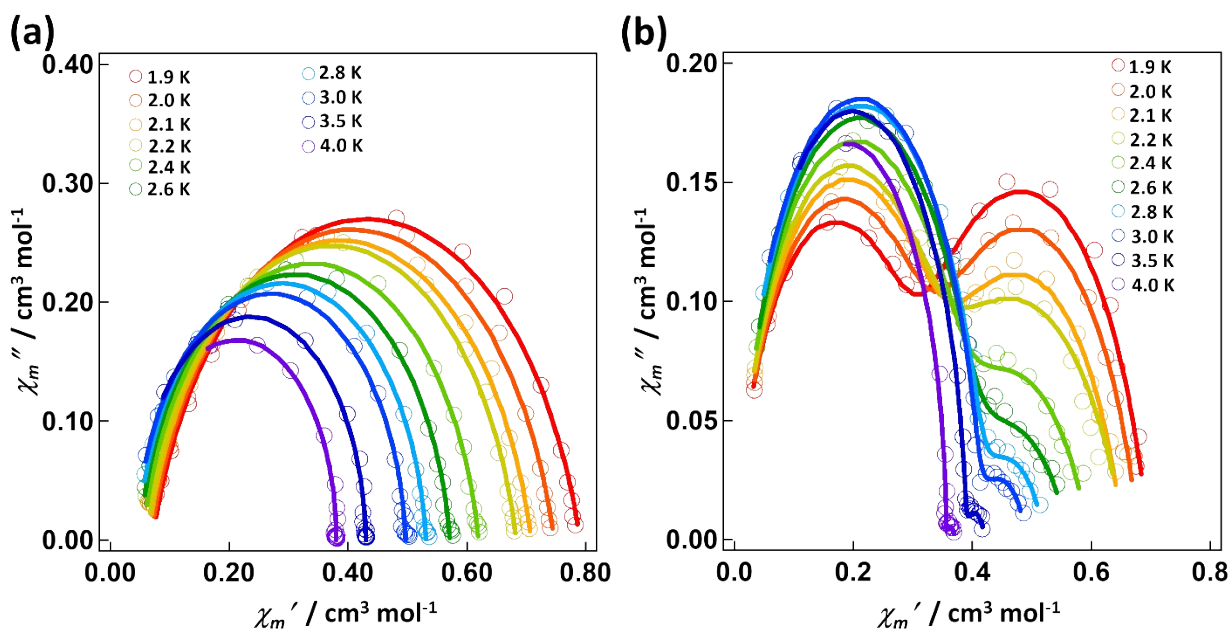 (a)
χm″ / cm³ mol⁻¹
0.40
0.30
0.20
0.10
0.00
1.9 K
2.0 K
2.1 K
2.2 K
2.4 K
2.6 K
2.8 K
3.0 K
3.5 K
4.0 K
0.00 0.20 0.40 0.60 0.80
χm′ / cm³ mol⁻¹
(b)
χm″ / cm³ mol⁻¹
0.20
0.15
0.10
0.05
0.00
1.9 K
2.0 K
2.1 K
2.2 K
2.4 K
2.6 K
2.8 K
3.0 K
3.5 K
4.0 K
0.0 0.2 0.4 0.6 0.8
χm′ / cm³ mol⁻¹